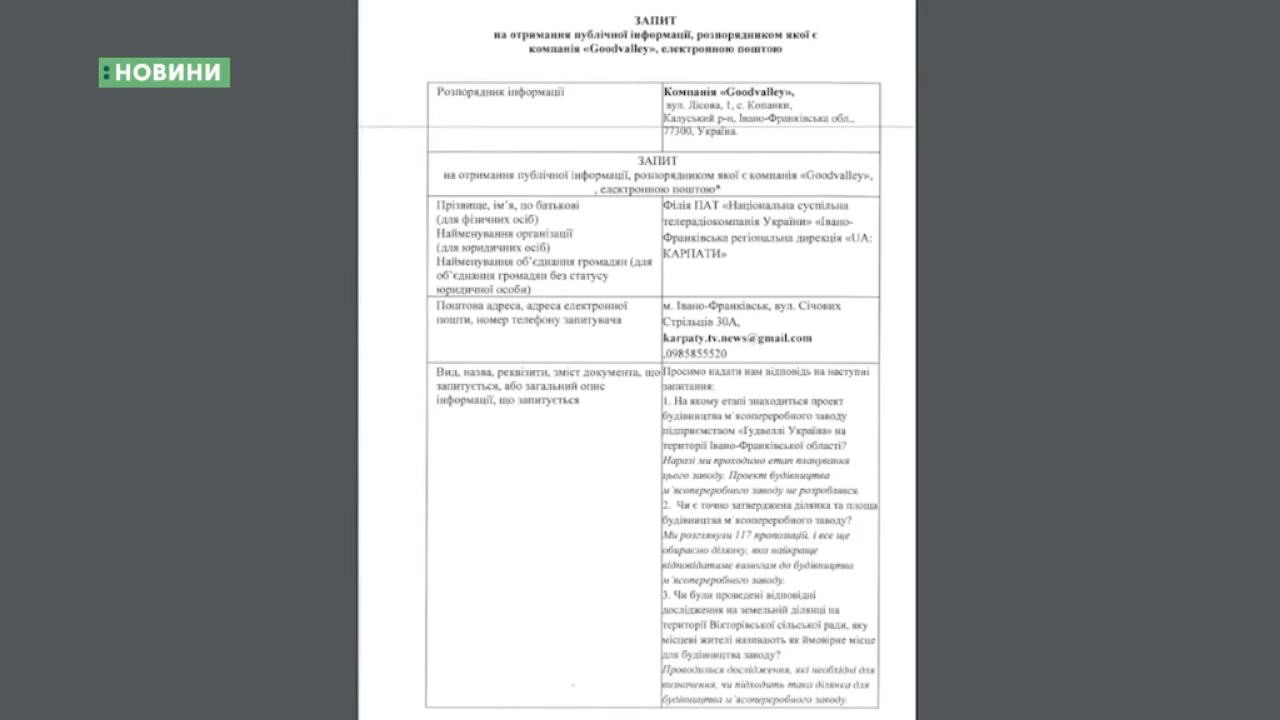 ЗАПИТ
на отримання публічної інформації, розпорядником якої є
компанія «Goodvalley», електронною поштою
:НОВИНИ
Розпорядник інформації
Компанія «Goodvalley»,
вул. Лісова, 1, с. Копанки,
Калуський р-н, Івано-Франківська обл.,
77300, Україна.
ЗАПИТ
на отримання публічної інформації, розпорядником якої є компанія «Goodvalley»,
, електронною поштою*
Прізвище, ім’я, по батькові
(для фізичних осіб)
Найменування організації
(для юридичних осіб)
Найменування об’єднання громадян (для
об’єднання громадян без статусу
юридичної особи)
Філія ПАТ «Національна суспільна
телерадіокомпанія України» «Івано-
Франківська регіональна дирекція «UA:
КАРПАТИ»
Поштова адреса, адреса електронної
пошти, номер телефону запитувача
м. Івано-Франківськ, вул. Січових
Стрільців 30А,
karpaty.tv.news@gmail.com
,0985855520
Вид, назва, реквізити, зміст документа, що
запитується, або загальний опис
інформації, що запитується
Просимо надати нам відповідь на наступні
запитання:
1. На якому етапі знаходиться проект
будівництва м`ясопереробного заводу
підприємством «Гудвеллі Україна» на
території Івано-Франківської області?
Наразі ми проходимо етап планування
цього заводу. Проект будівництва
м`ясопереробного заводу не розроблявся.
2. Чи є точно затверджена ділянка та площа
будівництва м`ясопереробного заводу?
Ми розглянули 117 пропозицій, і все ще
обираємо ділянку, яка найкраще
відповідатиме вимогам до будівництва
м`ясопереробного заводу.
3. Чи були проведені відповідні
дослідження на земельній ділянці на
території Вікторівської сільської ради, яку
місцеві жителі називають як ймовірне місце
для будівництва заводу?
Проводилися дослідження, які необхідні для
визначення, чи підходить така ділянка для
будівництва м`ясопереробного заводу.